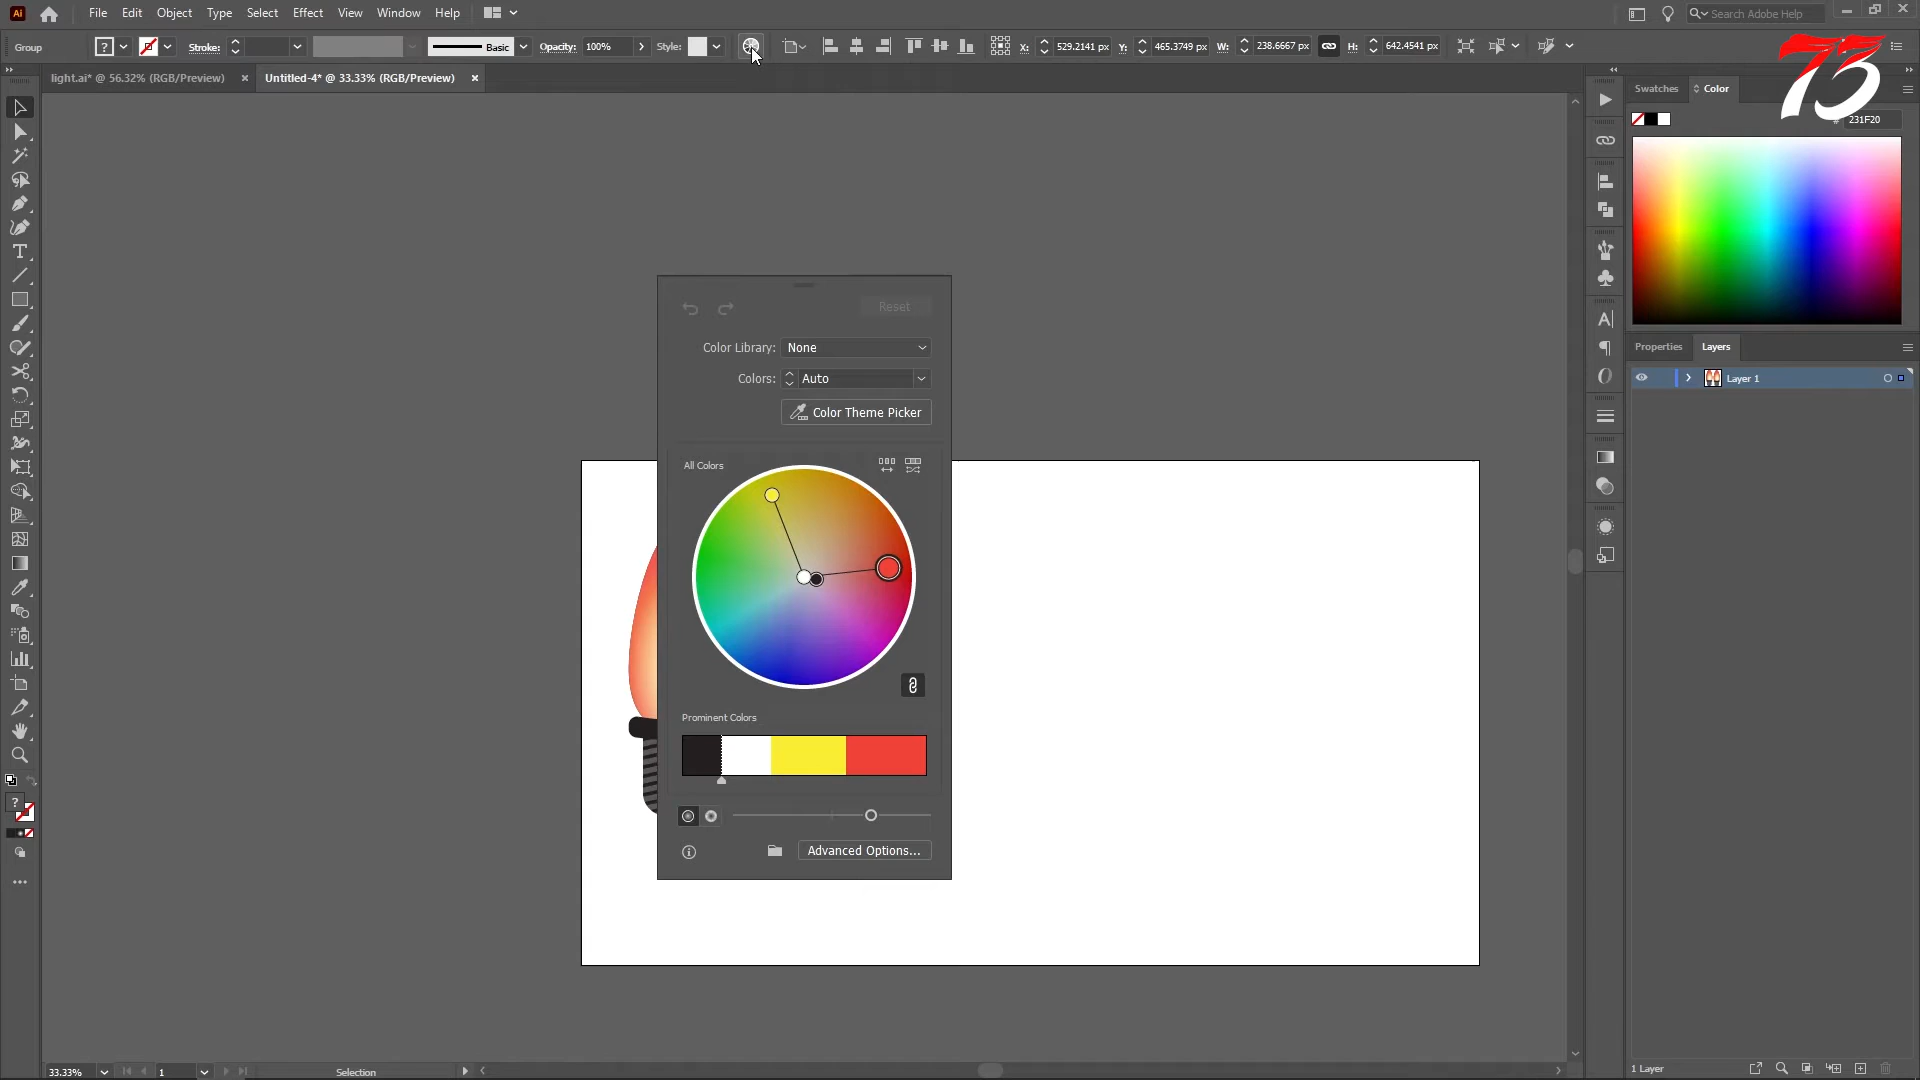 Ai File Edit Object Type Select Effect View Window Help Search Adobe Help
Group ? Stroke: Basic Opacity: 100% Style: X: 529.2141 px Y: 465.3749 px W: 238.6667 px H: 642.4541 px
light.ai* @ 56.32% (RGB/Preview) × Untitled-4* @ 33.33% (RGB/Preview) ×
73
Swatches Color
# 231F20
Reset
Color Library: None
Colors: Auto
Color Theme Picker
All Colors
Prominent Colors
Advanced Options...
Properties Layers
Layer 1
33.33% 1 Selection
1 Layer